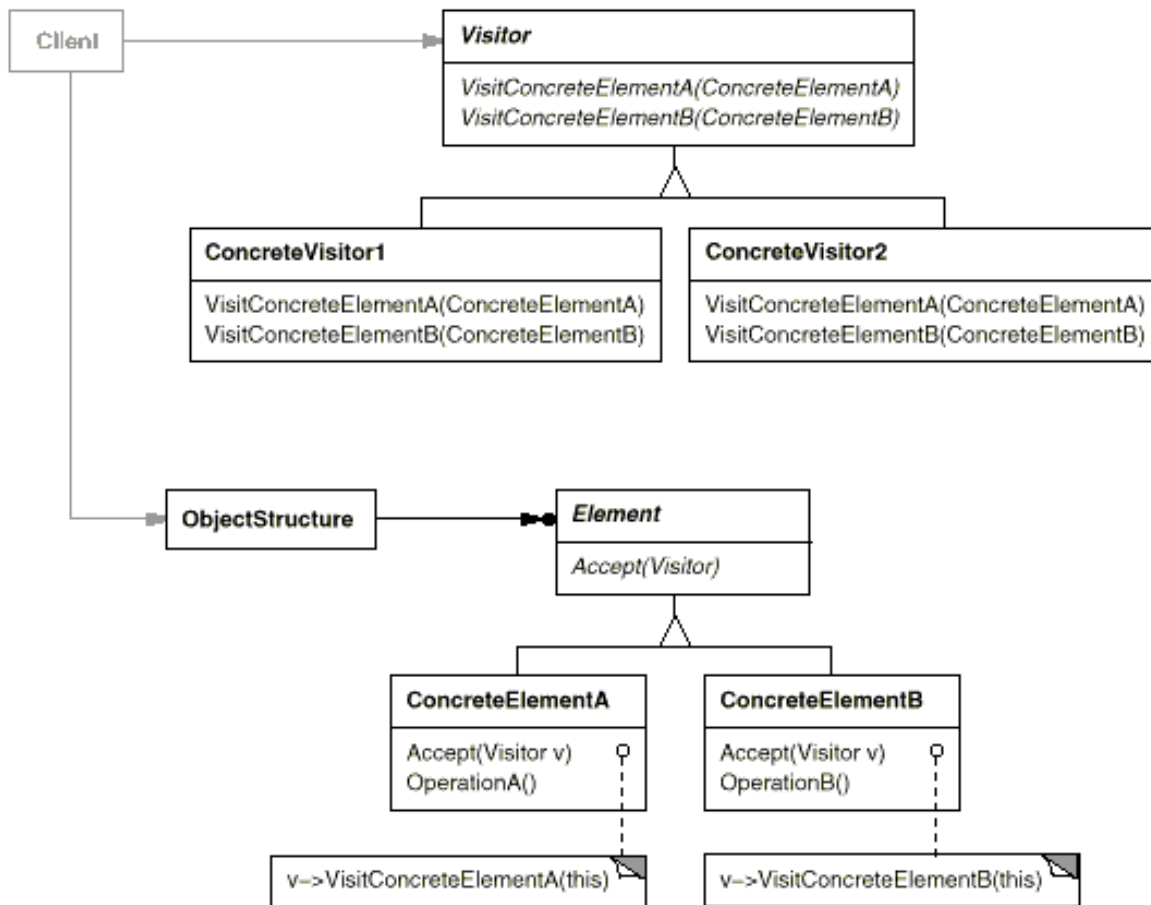 Client
Visitor
VisitConcreteElementA(ConcreteElementA)
VisitConcreteElementB(ConcreteElementB)
ConcreteVisitor1
VisitConcreteElementA(ConcreteElementA)
VisitConcreteElementB(ConcreteElementB)
ConcreteVisitor2
VisitConcreteElementA(ConcreteElementA)
VisitConcreteElementB(ConcreteElementB)
ObjectStructure
Element
Accept(Visitor)
ConcreteElementA
Accept(Visitor v)
OperationA()
ConcreteElementB
Accept(Visitor v)
OperationB()
v–>VisitConcreteElementA(this)
v–>VisitConcreteElementB(this)